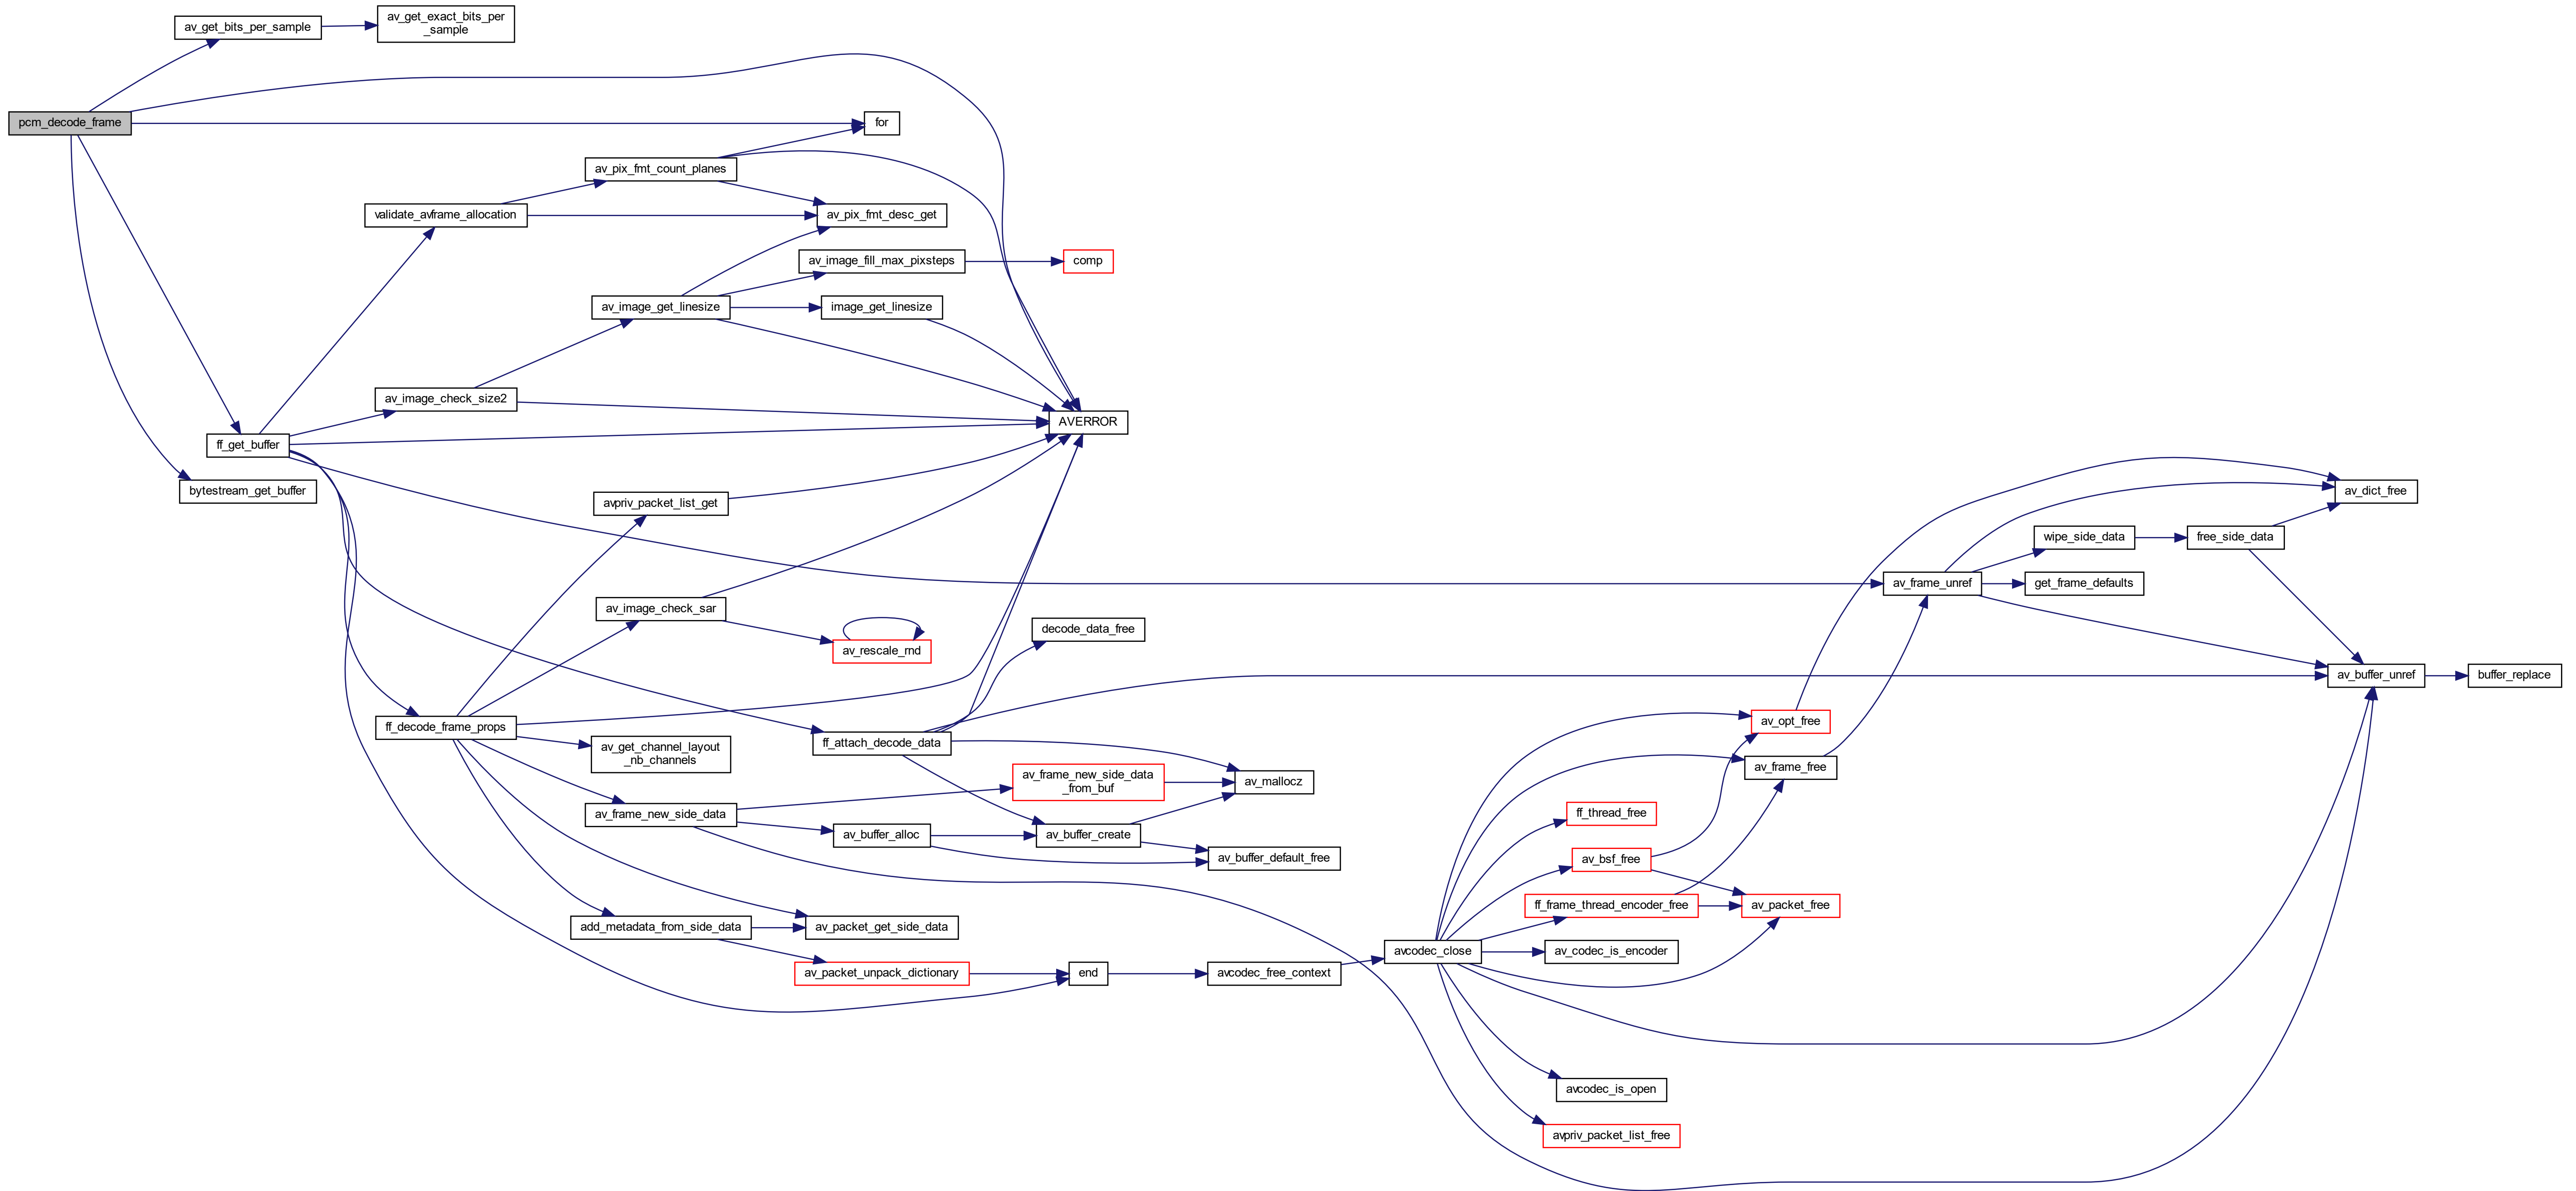 av_get_bits_per_sample
av_get_exact_bits_per
_sample
pcm_decode_frame
for
av_pix_fmt_count_planes
validate_avframe_allocation
av_pix_fmt_desc_get
av_image_fill_max_pixsteps
comp
av_image_get_linesize
image_get_linesize
av_image_check_size2
AVERROR
ff_get_buffer
bytestream_get_buffer
avpriv_packet_list_get
av_dict_free
wipe_side_data
free_side_data
av_frame_unref
get_frame_defaults
av_image_check_sar
decode_data_free
av_rescale_rnd
av_buffer_unref
buffer_replace
ff_decode_frame_props
av_opt_free
ff_attach_decode_data
av_get_channel_layout
_nb_channels
av_frame_free
av_frame_new_side_data
_from_buf
av_mallocz
av_frame_new_side_data
ff_thread_free
av_buffer_alloc
av_buffer_create
av_buffer_default_free
av_bsf_free
ff_frame_thread_encoder_free
av_packet_free
add_metadata_from_side_data
av_packet_get_side_data
avcodec_close
av_codec_is_encoder
av_packet_unpack_dictionary
end
avcodec_free_context
avcodec_is_open
avpriv_packet_list_free